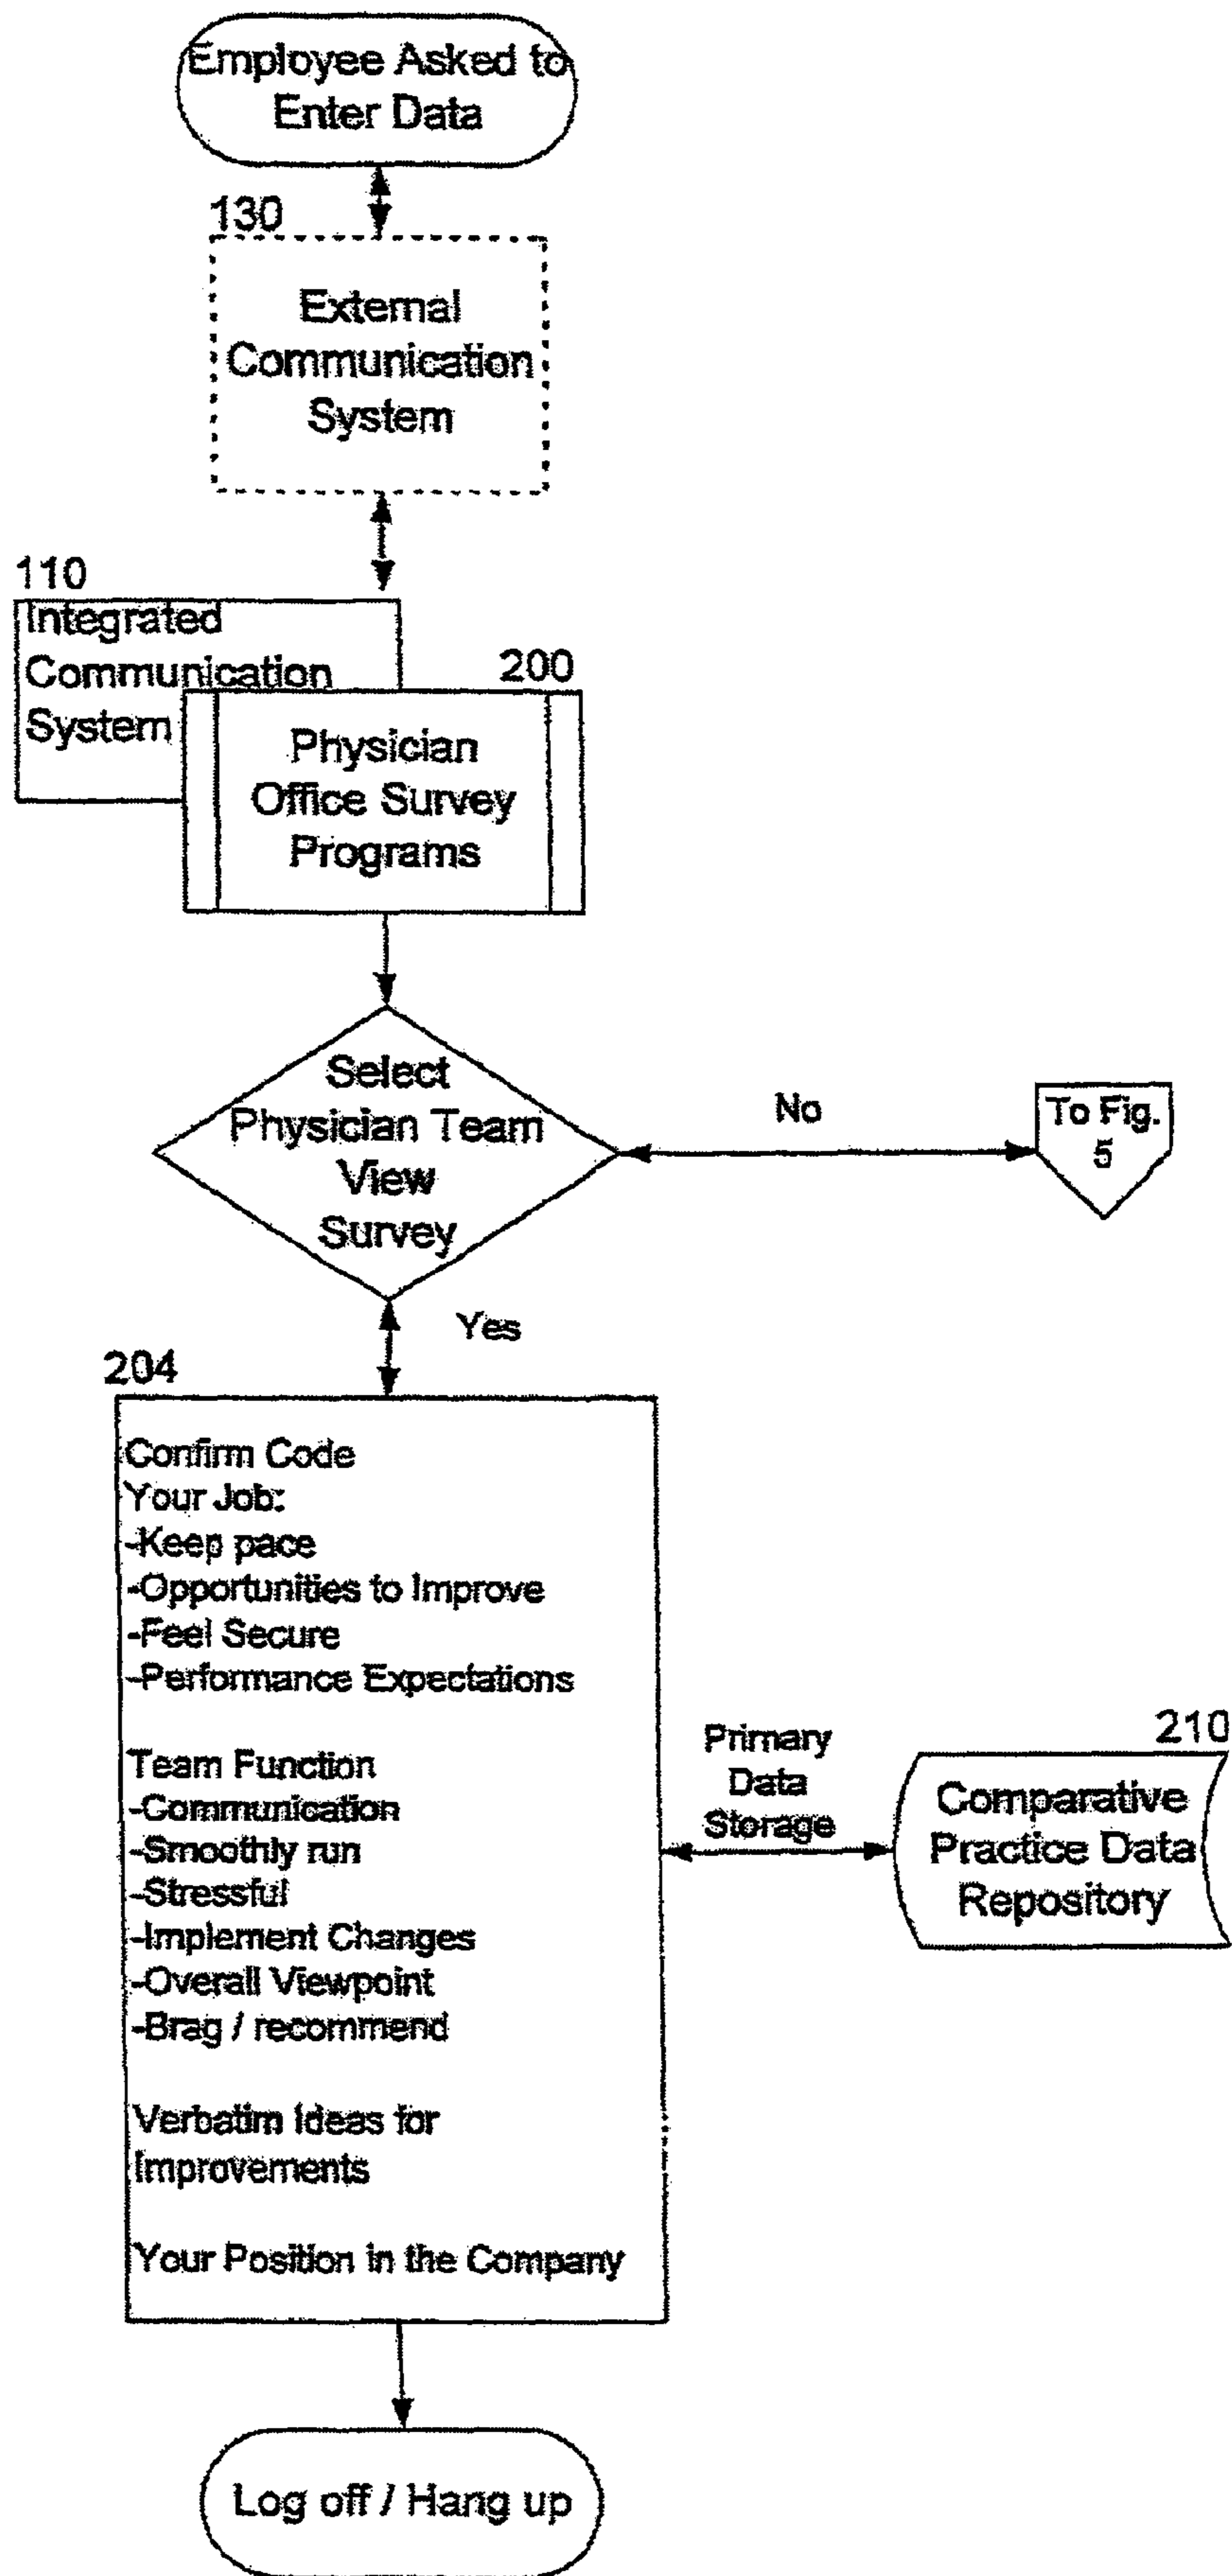 Employee Asked to
Enter Data
130
External
Communication
System
110
Integrated
Communication
System
200
Physician
Office Survey
Programs
Select
Physician Team
View
Survey
No
To Fig.
5
Yes
204
Confirm Code
Your Job:
-Keep pace
-Opportunities to Improve
-Feel Secure
-Performance Expectations
Team Function
-Communication
-Smoothly run
-Stressful
-Implement Changes
-Overall Viewpoint
-Brag / recommend
Verbatim Ideas for
Improvements
Your Position in the Company
Primary
Data
Storage
210
Comparative
Practice Data
Repository
Log off / Hang up